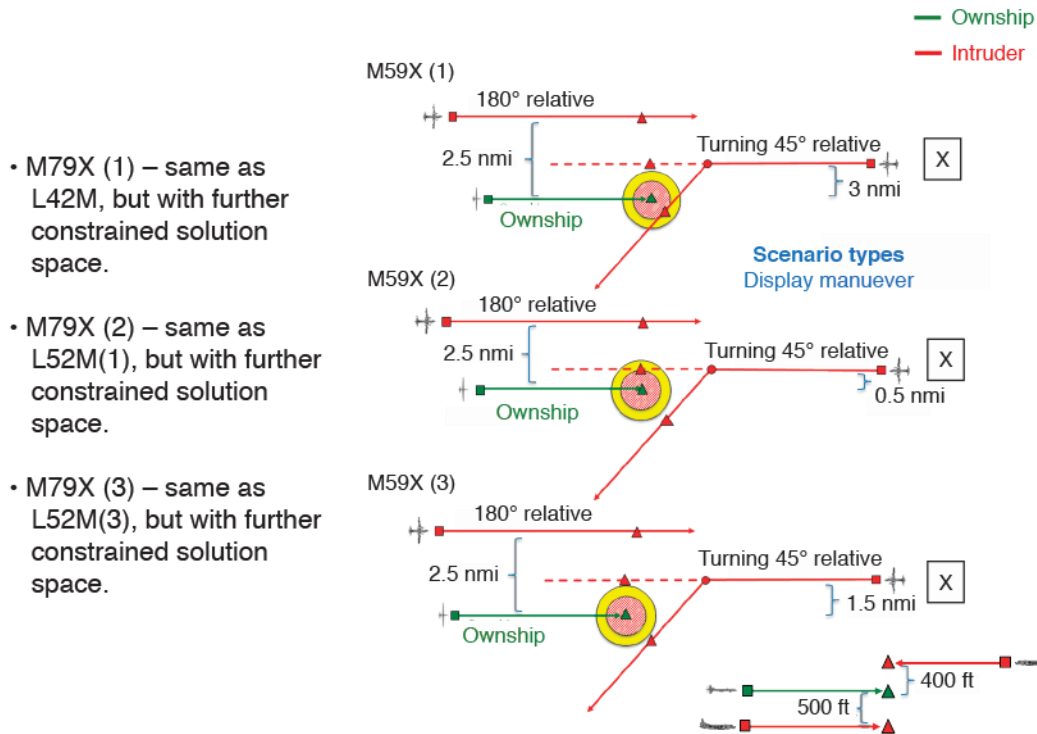 Ownship
Intruder
• M79X (1) – same as
L42M, but with further
constrained solution
space.
• M79X (2) – same as
L52M(1), but with further
constrained solution
space.
• M79X (3) – same as
L52M(3), but with further
constrained solution
space.
M59X (1)
180° relative
2.5 nmi
Turning 45° relative
X
3 nmi
Ownship
Scenario types
Display manuever
M59X (2)
180° relative
2.5 nmi
Turning 45° relative
X
0.5 nmi
Ownship
M59X (3)
180° relative
2.5 nmi
Turning 45° relative
X
1.5 nmi
Ownship
400 ft
500 ft